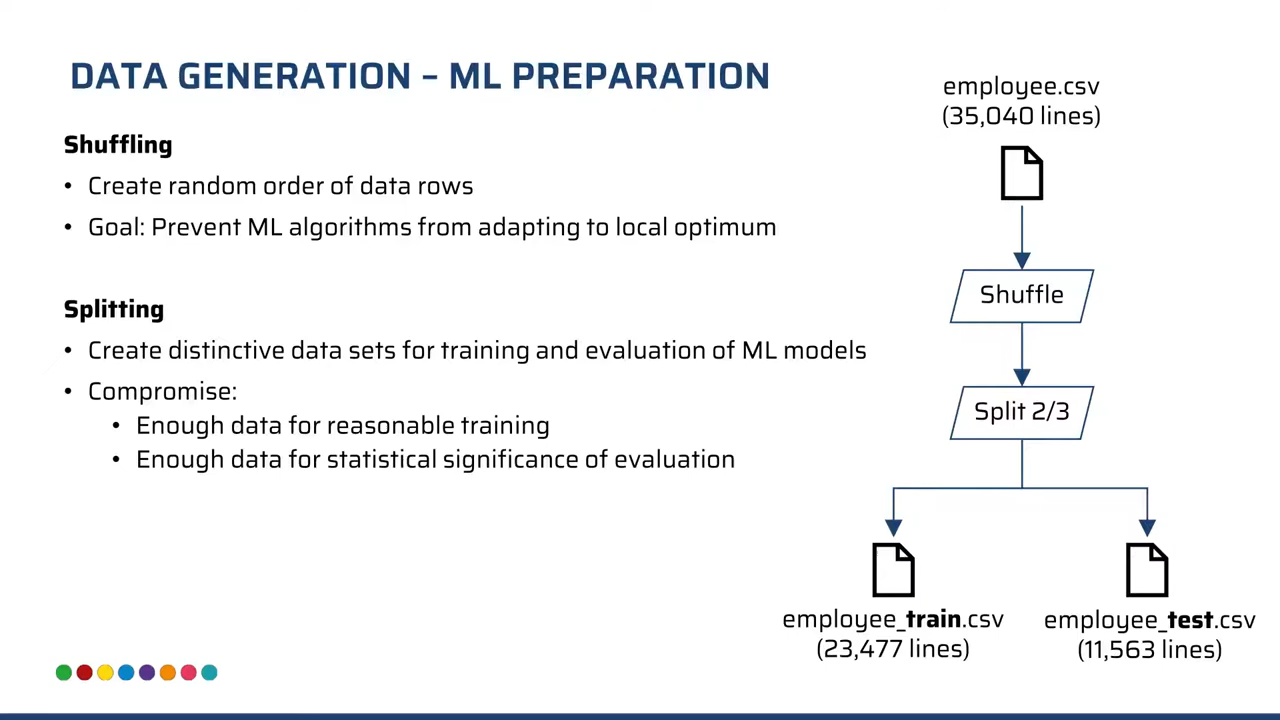 DATA GENERATION – ML PREPARATION
Shuffling
• Create random order of data rows
• Goal: Prevent ML algorithms from adapting to local optimum
Splitting
• Create distinctive data sets for training and evaluation of ML models
• Compromise:
• Enough data for reasonable training
• Enough data for statistical significance of evaluation
employee.csv
(35,040 lines)
Shuffle
Split 2/3
employee_train.csv
(23,477 lines)
employee_test.csv
(11,563 lines)